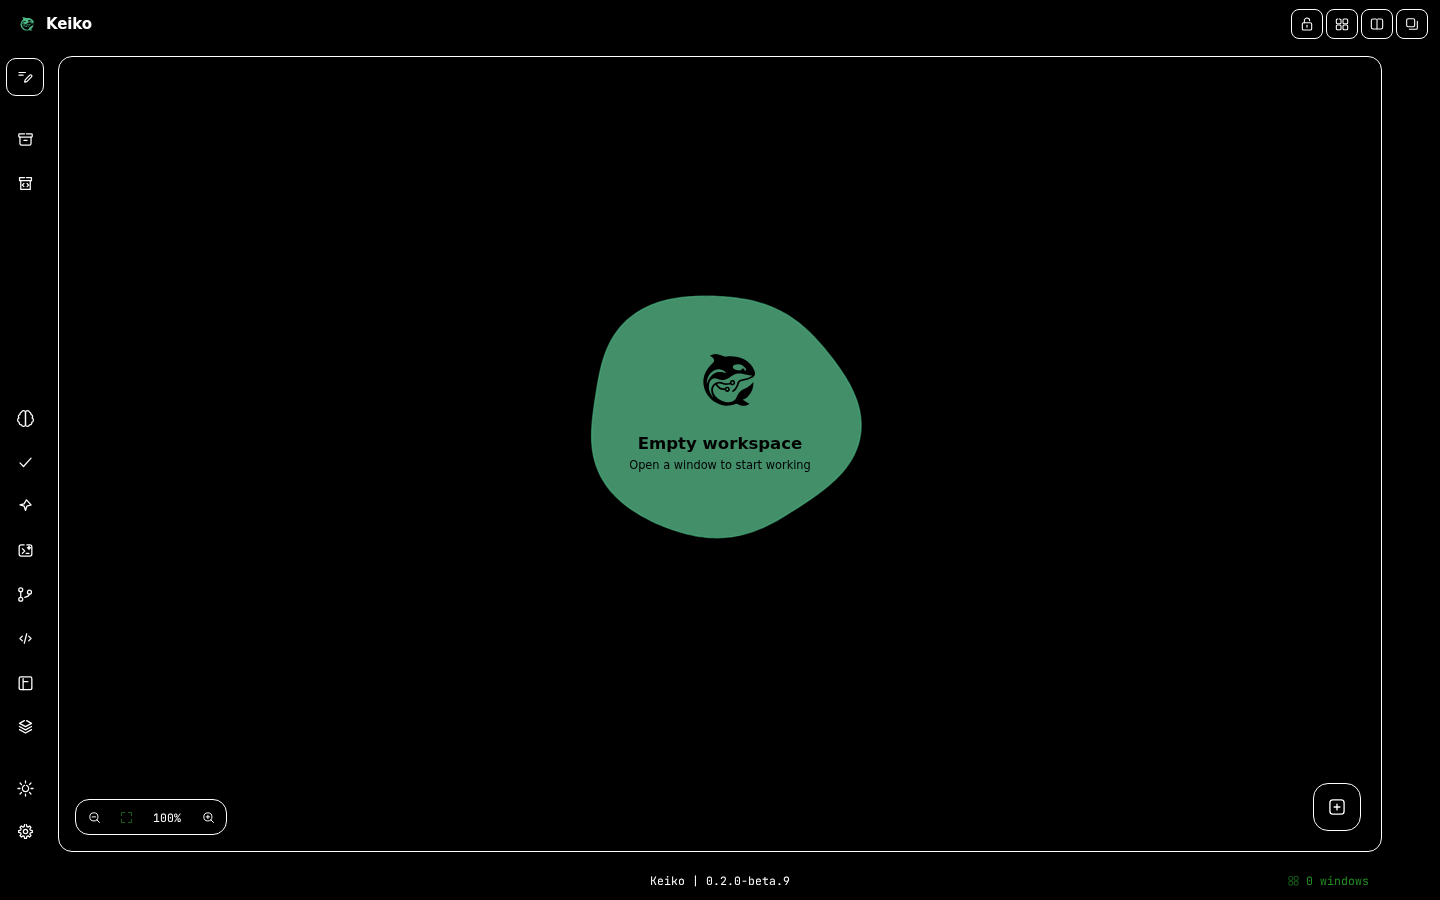 Keiko
Empty workspace
Open a window to start working
100%
Keiko | 0.2.0-beta.9
0 windows